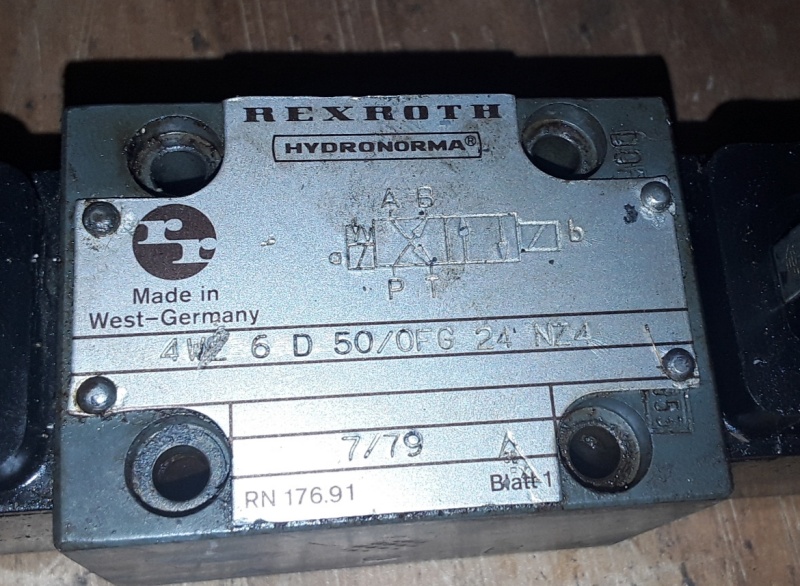 REXROTH
HYDRONORMA®
A B
a b
P T
rr
Made in
West-Germany
4WE 6 D 50/OFG 24 NZ4
7/79
RN 176.91 Blatt 1